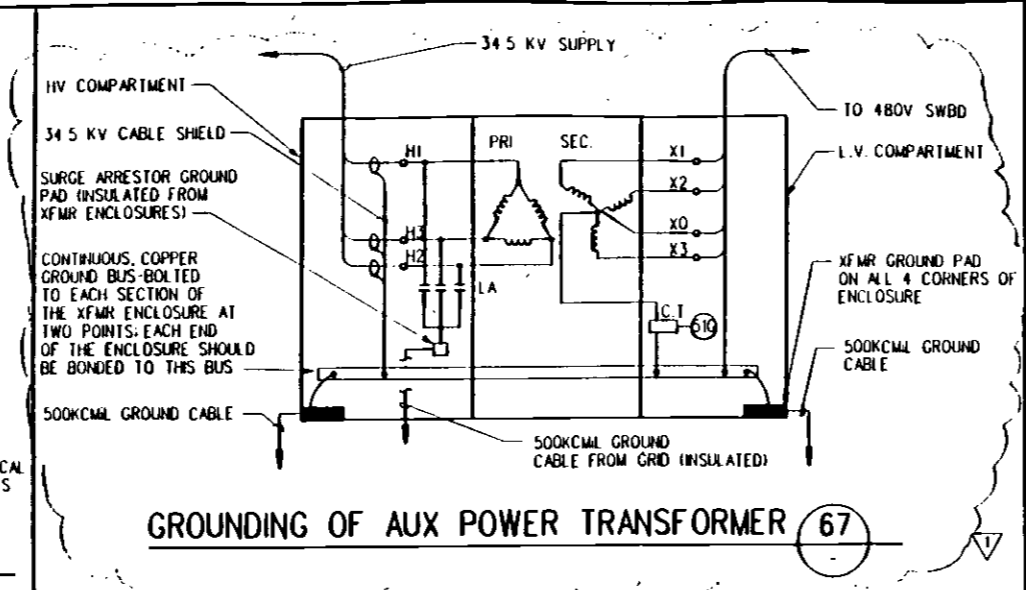 34.5 KV SUPPLY
HV COMPARTMENT
34.5 KV CABLE SHIELD
SURGE ARRESTOR GROUND
PAD (INSULATED FROM
XFMR ENCLOSURES)
CONTINUOUS, COPPER
GROUND BUS-BOLTED
TO EACH SECTION OF
THE XFMR ENCLOSURE AT
TWO POINTS; EACH END
OF THE ENCLOSURE SHOULD
BE BONDED TO THIS BUS
500KCMIL GROUND CABLE
H1
H3
H2
LA
PRI
SEC.
X1
X2
X0
X3
C.T
51G
TO 480V SWBD
L.V. COMPARTMENT
XFMR GROUND PAD
ON ALL 4 CORNERS OF
ENCLOSURE
500KCMIL GROUND
CABLE
500KCMIL GROUND
CABLE FROM GRID (INSULATED)
CAL
S
GROUNDING OF AUX POWER TRANSFORMER 67
-
1